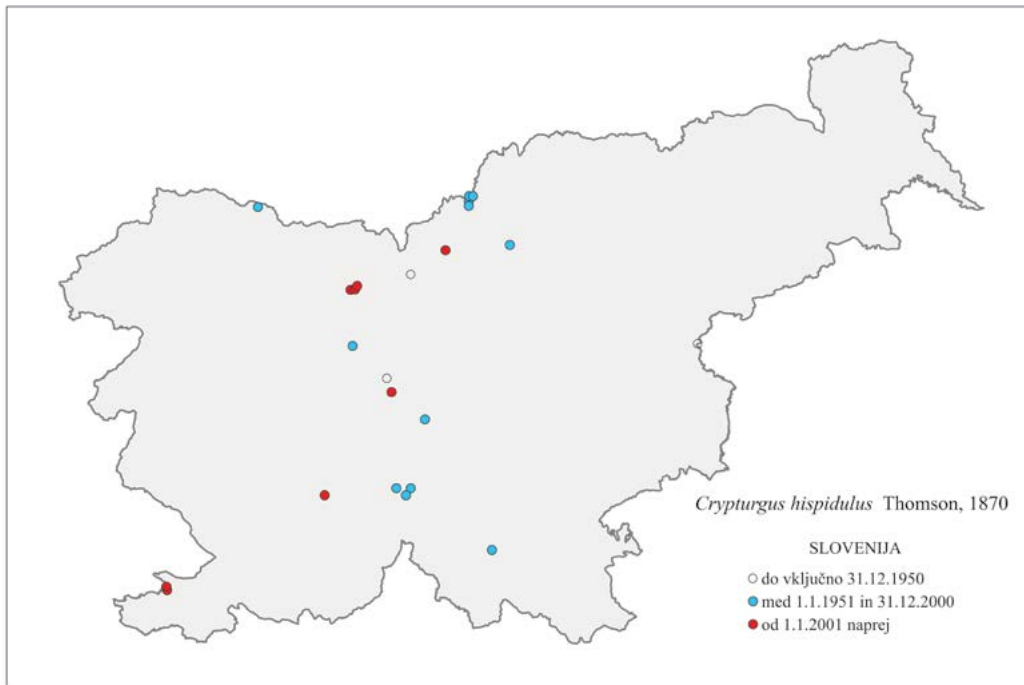 Crypturgus hispidulus Thomson, 1870
SLOVENIJA
do vključno 31.12.1950
med 1.1.1951 in 31.12.2000
od 1.1.2001 naprej